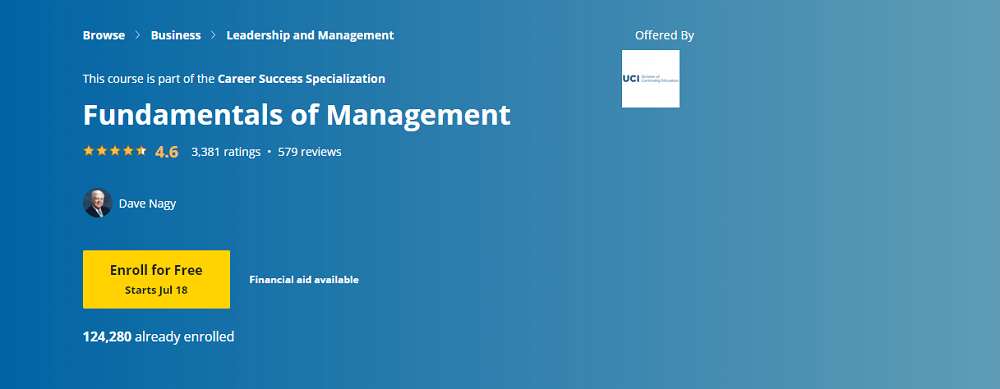 Browse > Business > Leadership and Management
Offered By
UCI Division of
Continuing Education
This course is part of the Career Success Specialization
Fundamentals of Management
4.6 3,381 ratings • 579 reviews
Dave Nagy
Enroll for Free
Starts Jul 18
Financial aid available
124,280 already enrolled